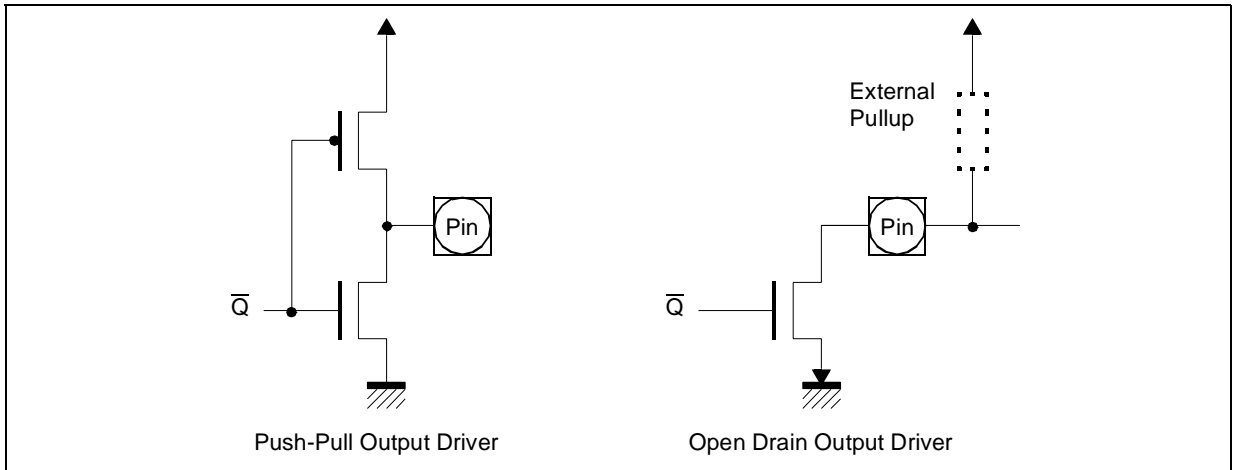 External
Pullup
Pin
Pin
Q̅
Q̅
Push-Pull Output Driver
Open Drain Output Driver